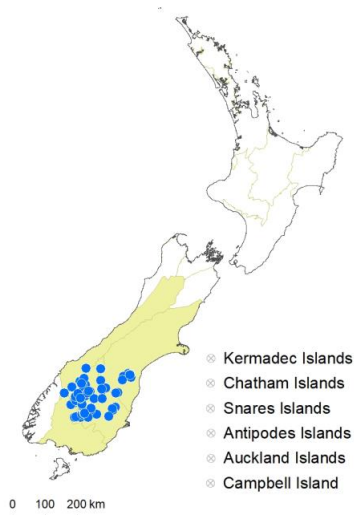 Kermadec Islands
Chatham Islands
Snares Islands
Antipodes Islands
Auckland Islands
Campbell Island
0 100 200 km